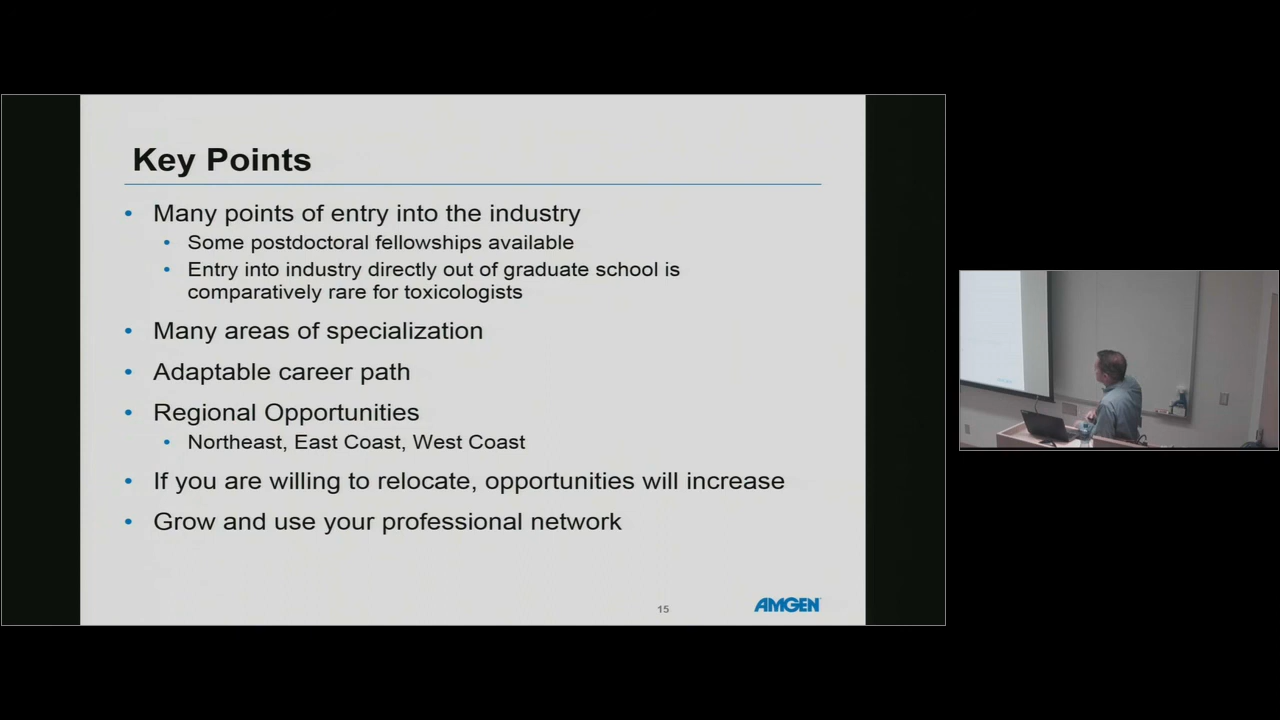 Key Points
• Many points of entry into the industry
• Some postdoctoral fellowships available
• Entry into industry directly out of graduate school is
comparatively rare for toxicologists
• Many areas of specialization
• Adaptable career path
• Regional Opportunities
• Northeast, East Coast, West Coast
• If you are willing to relocate, opportunities will increase
• Grow and use your professional network
15
AMGEN